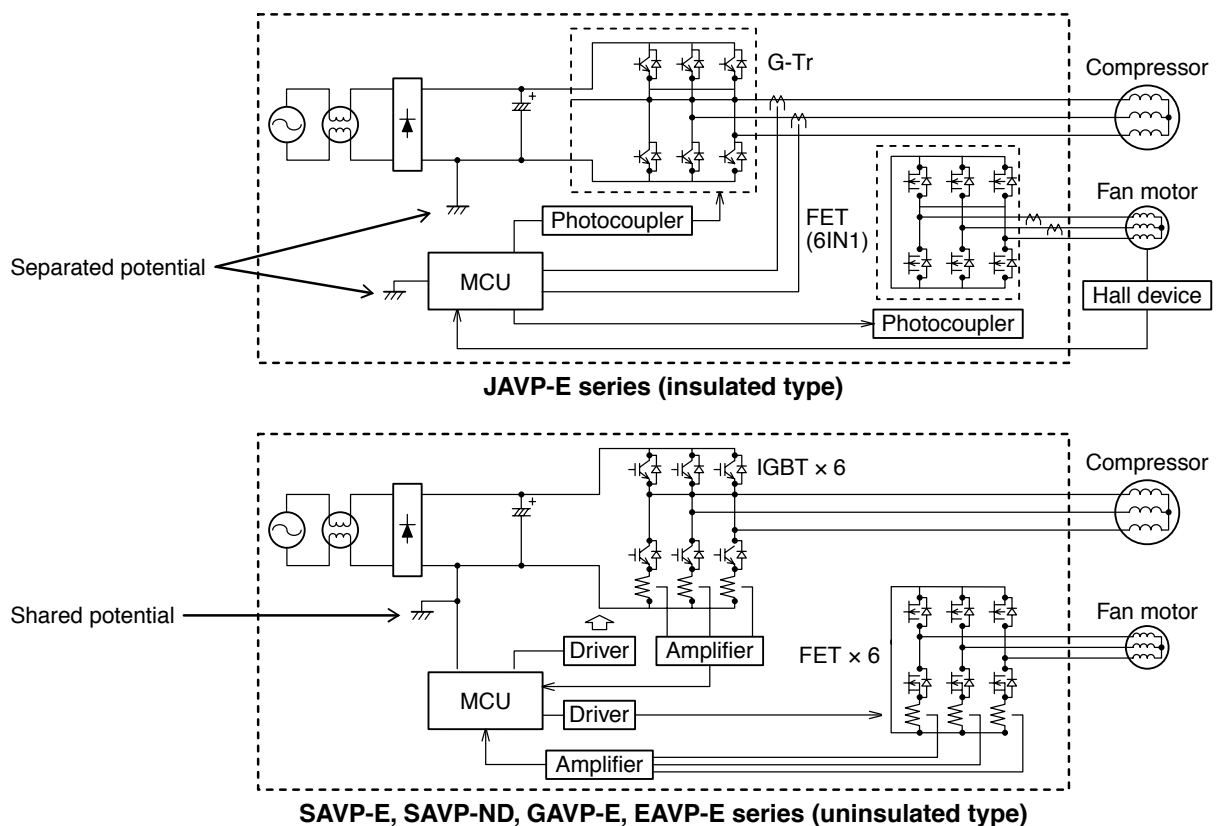 G-Tr
Compressor
+
Photocoupler
FET
(6IN1)
Fan motor
Separated potential
MCU
Hall device
Photocoupler
JAVP-E series (insulated type)
IGBT × 6
Compressor
+
Shared potential
Fan motor
Driver
Amplifier
FET × 6
MCU
Driver
Amplifier
SAVP-E, SAVP-ND, GAVP-E, EAVP-E series (uninsulated type)